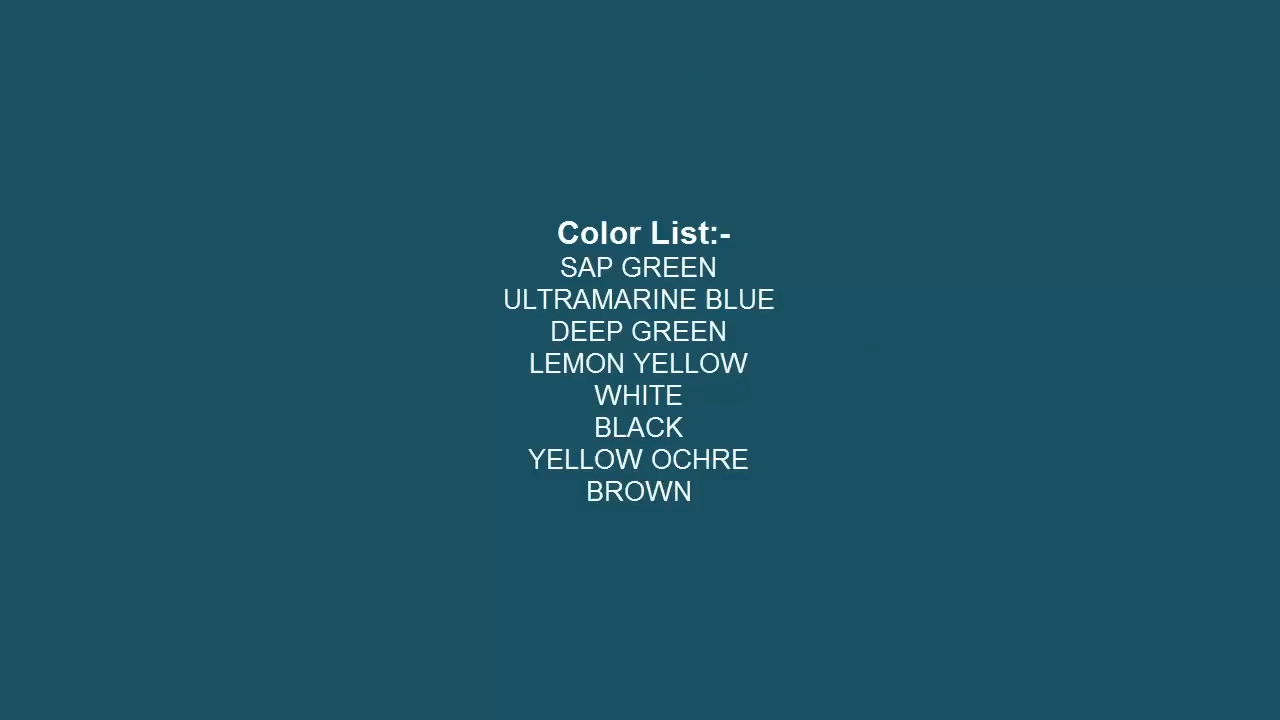 Color List:-
SAP GREEN
ULTRAMARINE BLUE
DEEP GREEN
LEMON YELLOW
WHITE
BLACK
YELLOW OCHRE
BROWN